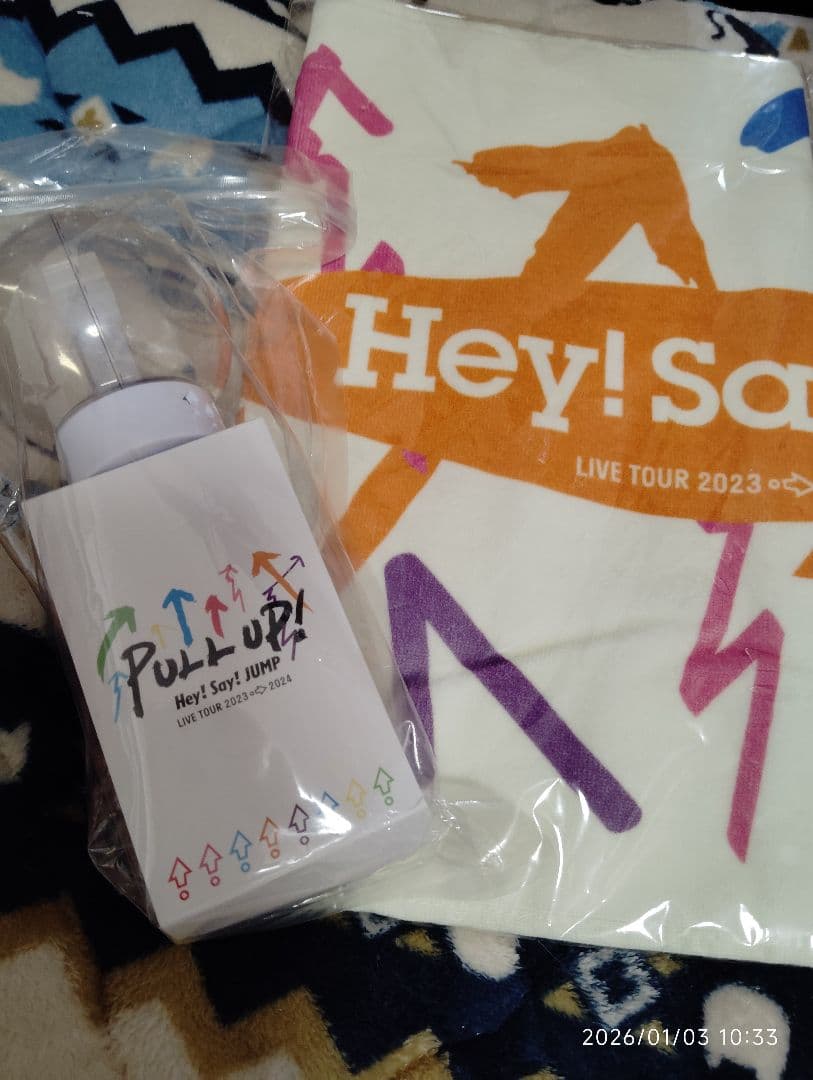 Hey! Sa
LIVE TOUR 2023
PULL UP!
Hey! Say! JUMP
LIVE TOUR 2023 2024
2026/01/03 10:33